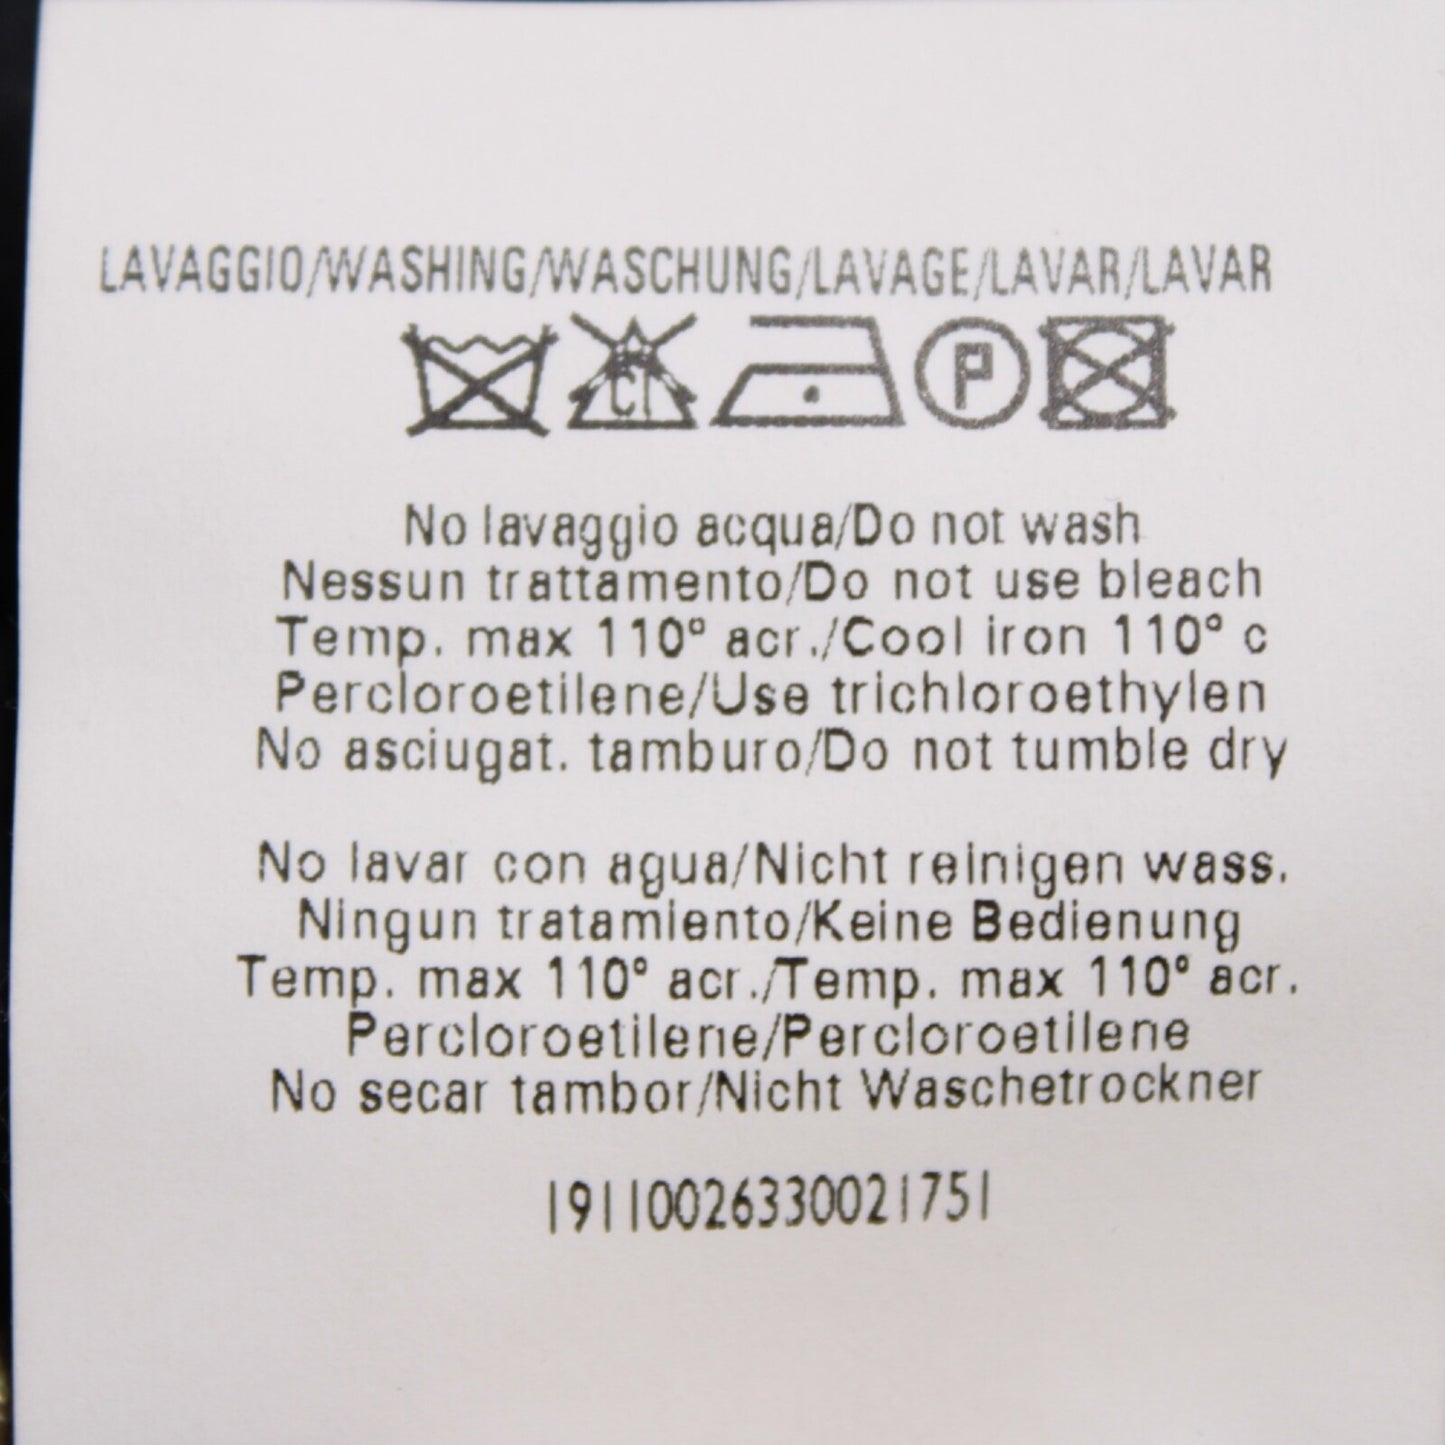 LAVAGGIO/WASHING/WASCHUNG/LAVAGE/LAVAR/LAVAR
Cl P
No lavaggio acqua/Do not wash
Nessun trattamento/Do not use bleach
Temp. max 110° acr./Cool iron 110° c
Percloroetilene/Use trichloroethylen
No asciugat. tamburo/Do not tumble dry
No lavar con agua/Nicht reinigen wass.
Ningun tratamiento/Keine Bedienung
Temp. max 110° acr./Temp. max 110° acr.
Percloroetilene/Percloroetilene
No secar tambor/Nicht Waschetrockner
19110026330021751